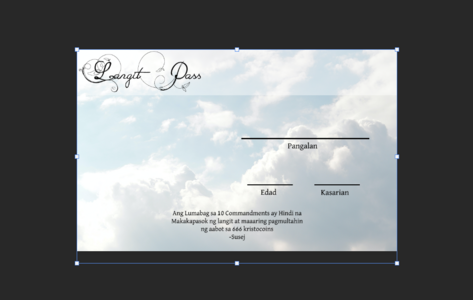 Langit Pass
Pangalan
Edad Kasarian
Ang Lumabag sa 10 Commandments ay Hindi na
Makakapasok ng langit at maaaring pagmultahin
ng aabot sa 666 kristocoins
-Susej